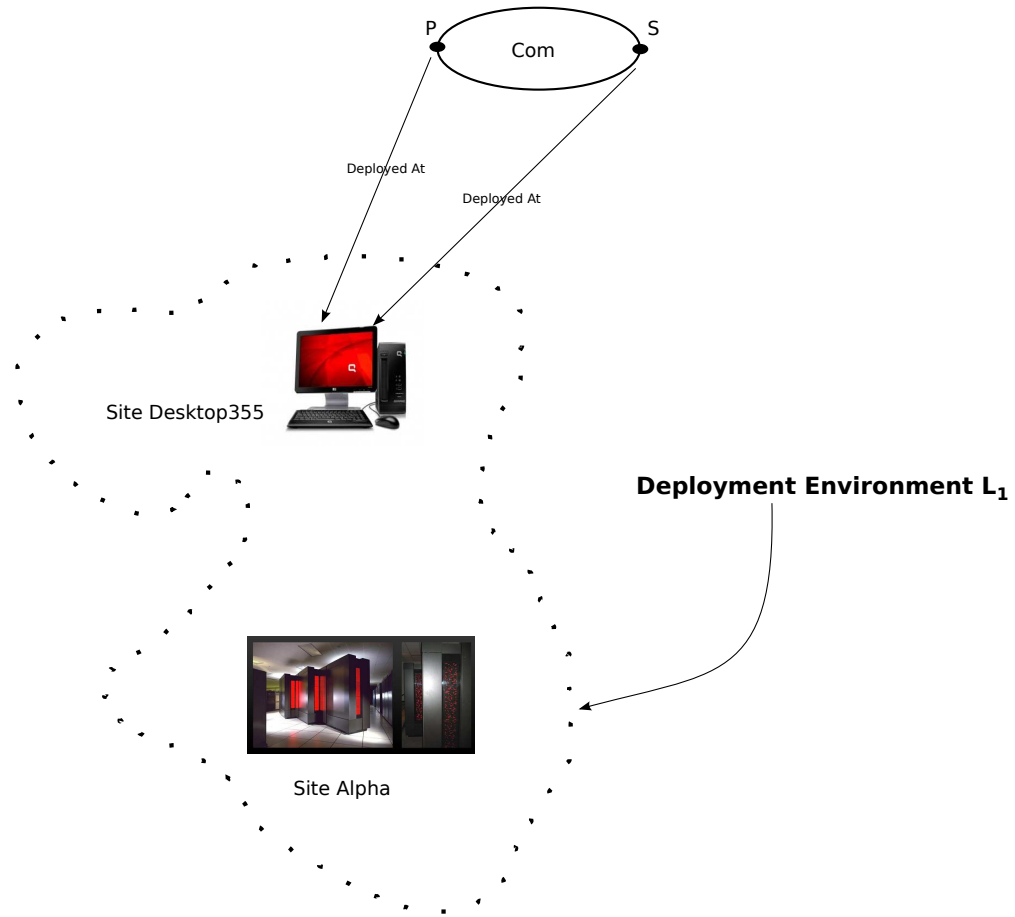 P
S
Com
Deployed At
Deployed At
Site Desktop355
Deployment Environment L₁
Site Alpha